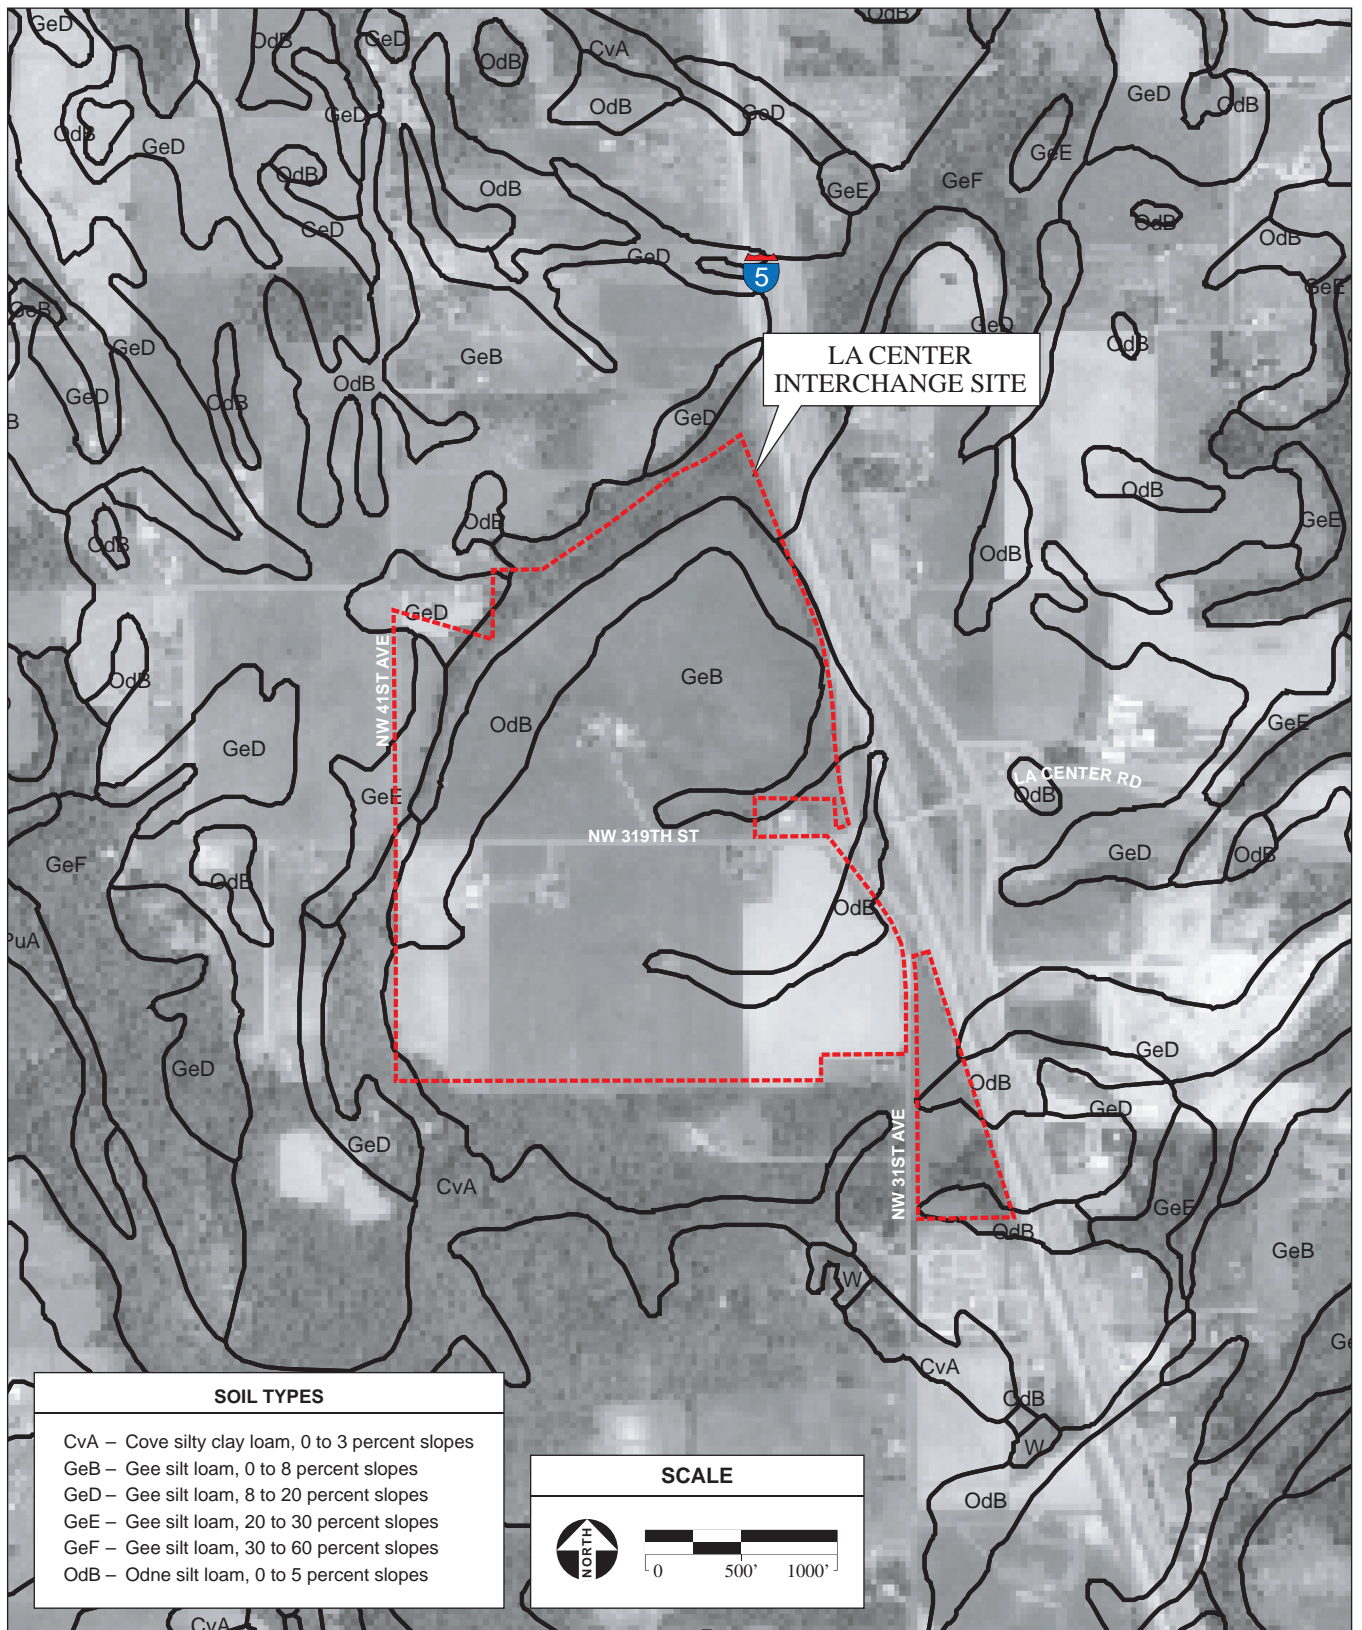 GeD
OdB
GeD
OdB
CvA
OdB
OdB
GeD
GeD
OdB
GeD
OdB
GeD
OdB
GeD
GeE
GeF
GeE
GeD
OdB
OdB
OdB
GeD
OdB
GeE
GeB
GeD
GeD
OdB
OdB
GeB
5
GeD
OdB
LA CENTER
INTERCHANGE SITE
GeD
B
OdB
OdB
OdB
GeE
OdB
GeD
OdB
GeD
NW 41ST AVE
GeE
OdB
GeB
GeE
LA CENTER RD
OdB
NW 319TH ST
GeF
OdB
GeD
OdB
OdB
PuA
GeD
GeD
OdB
GeD
GeD
CvA
NW 31ST AVE
OdB
GeE
GeB
W
CvA
OdB
W
OdB
Ge
SOIL TYPES
CvA – Cove silty clay loam, 0 to 3 percent slopes
GeB – Gee silt loam, 0 to 8 percent slopes
GeD – Gee silt loam, 8 to 20 percent slopes
GeE – Gee silt loam, 20 to 30 percent slopes
GeF – Gee silt loam, 30 to 60 percent slopes
OdB – Odne silt loam, 0 to 5 percent slopes
SCALE
NORTH
0 500' 1000'
CvA